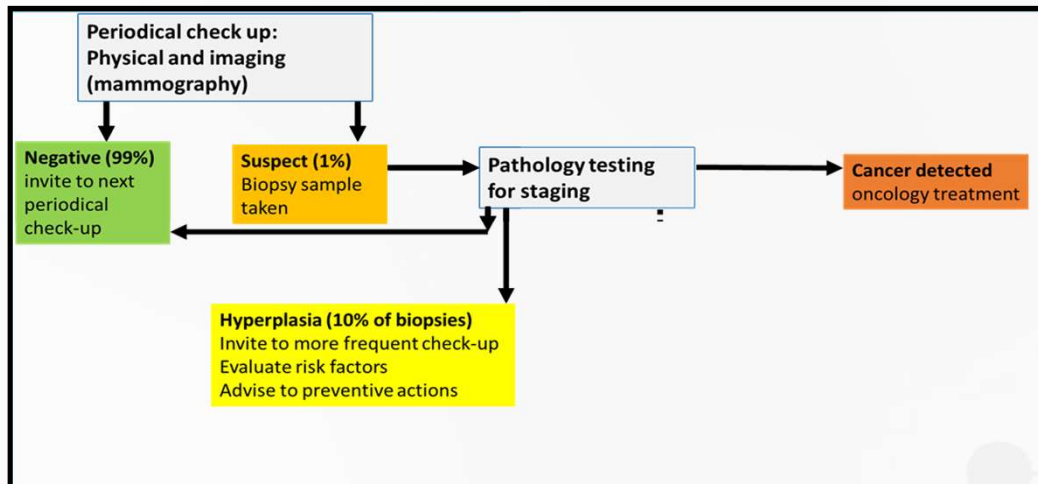 Periodical check up:
Physical and imaging
(mammography)
Negative (99%)
invite to next
periodical
check-up
Suspect (1%)
Biopsy sample
taken
Pathology testing
for staging
Cancer detected
oncology treatment
Hyperplasia (10% of biopsies)
Invite to more frequent check-up
Evaluate risk factors
Advise to preventive actions